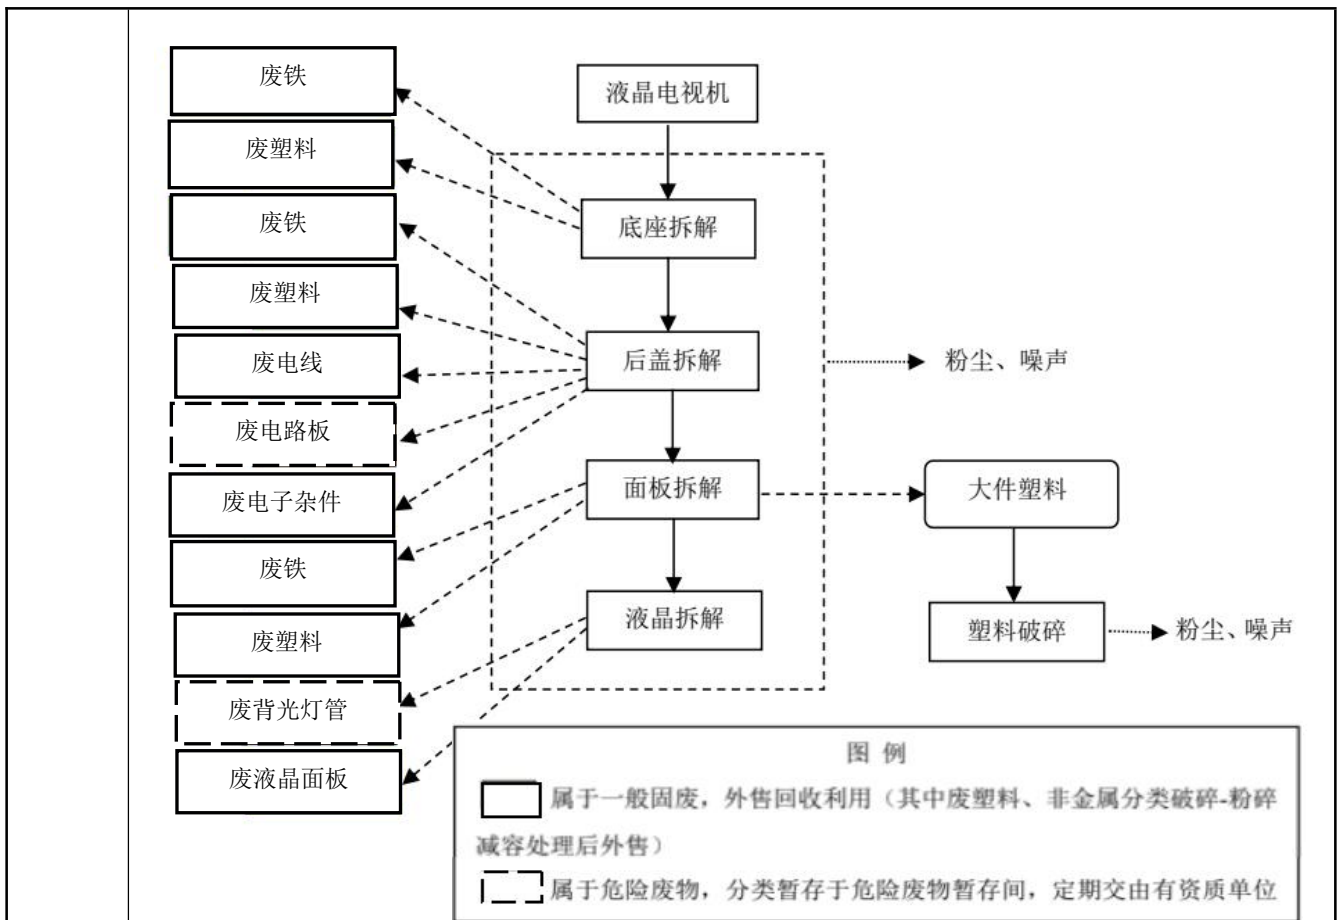 废铁
废塑料
废铁
废塑料
废电线
废电路板
废电子杂件
废铁
废塑料
废背光灯管
废液晶面板
液晶电视机
底座拆解
后盖拆解
面板拆解
液晶拆解
粉尘、噪声
大件塑料
塑料破碎
粉尘、噪声
图 例
属于一般固废，外售回收利用（其中废塑料、非金属分类破碎-粉碎
减容处理后外售）
属于危险废物，分类暂存于危险废物暂存间，定期交由有资质单位